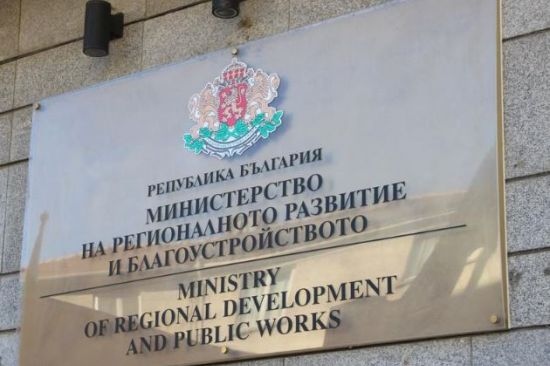 РЕПУБЛИКА БЪЛГАРИЯ
МИНИСТЕРСТВО
НА РЕГИОНАЛНОТО РАЗВИТИЕ
И БЛАГОУСТРОЙСТВОТО
MINISTRY
OF REGIONAL DEVELOPMENT
AND PUBLIC WORKS